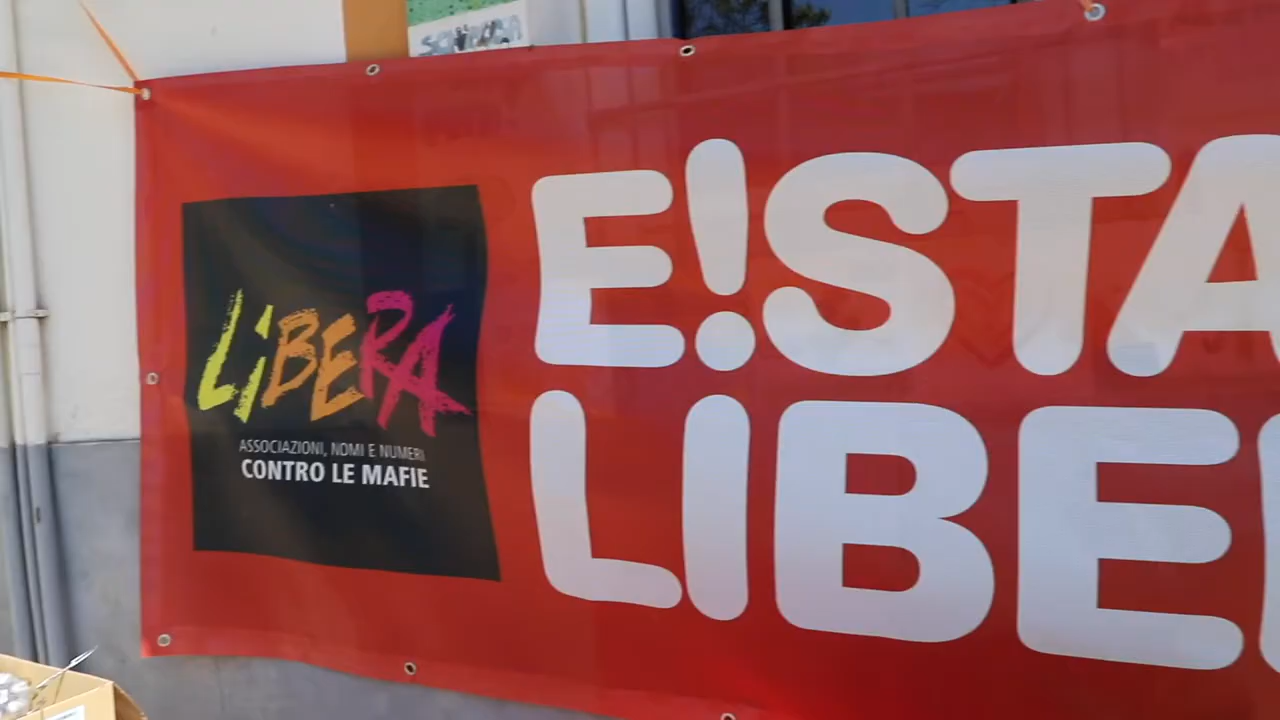 LiBERA
ASSOCIAZIONI, NOMI E NUMERI
CONTRO LE MAFIE
E!STA
LIBE